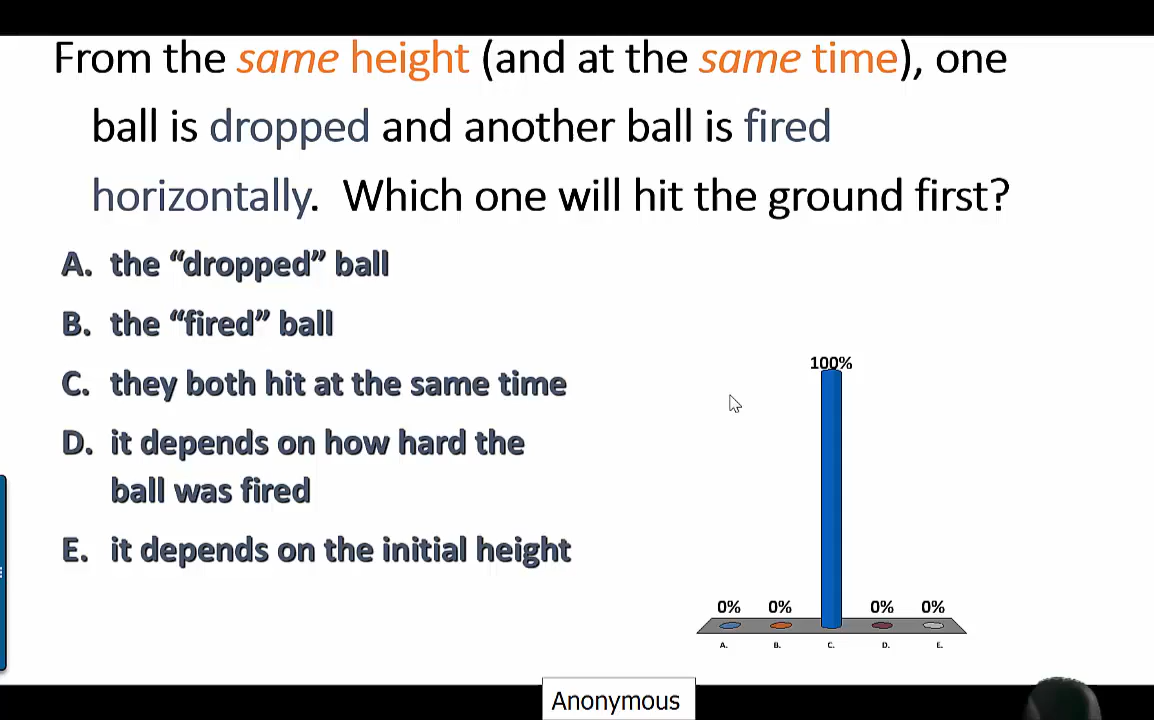 From the same height (and at the same time), one
ball is dropped and another ball is fired
horizontally. Which one will hit the ground first?
A. the “dropped” ball
B. the “fired” ball
C. they both hit at the same time
D. it depends on how hard the
ball was fired
E. it depends on the initial height
100%
0% 0% 0% 0%
A. B. C. D. E.
Anonymous